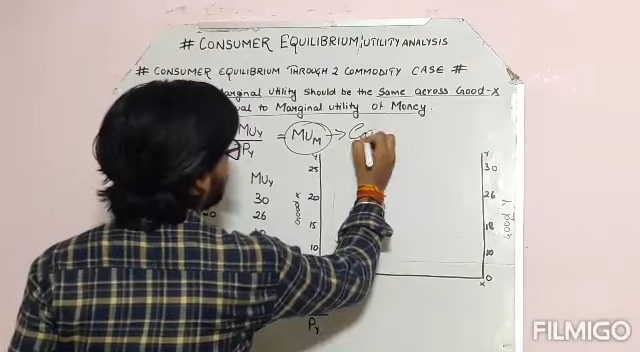 # CONSUMER EQUILIBRIUM: UTILITY ANALYSIS
# CONSUMER EQUILIBRIUM THROUGH 2 COMMODITY CASE #
Marginal utility should be the same across Good-X
to Marginal utility of Money.
MUY
PY
= MUM → Co
MUY
30
26
Y
25
20
15
10
Good X
Y
30
26
18
10
0
X
Good Y
PY
FILMIGO